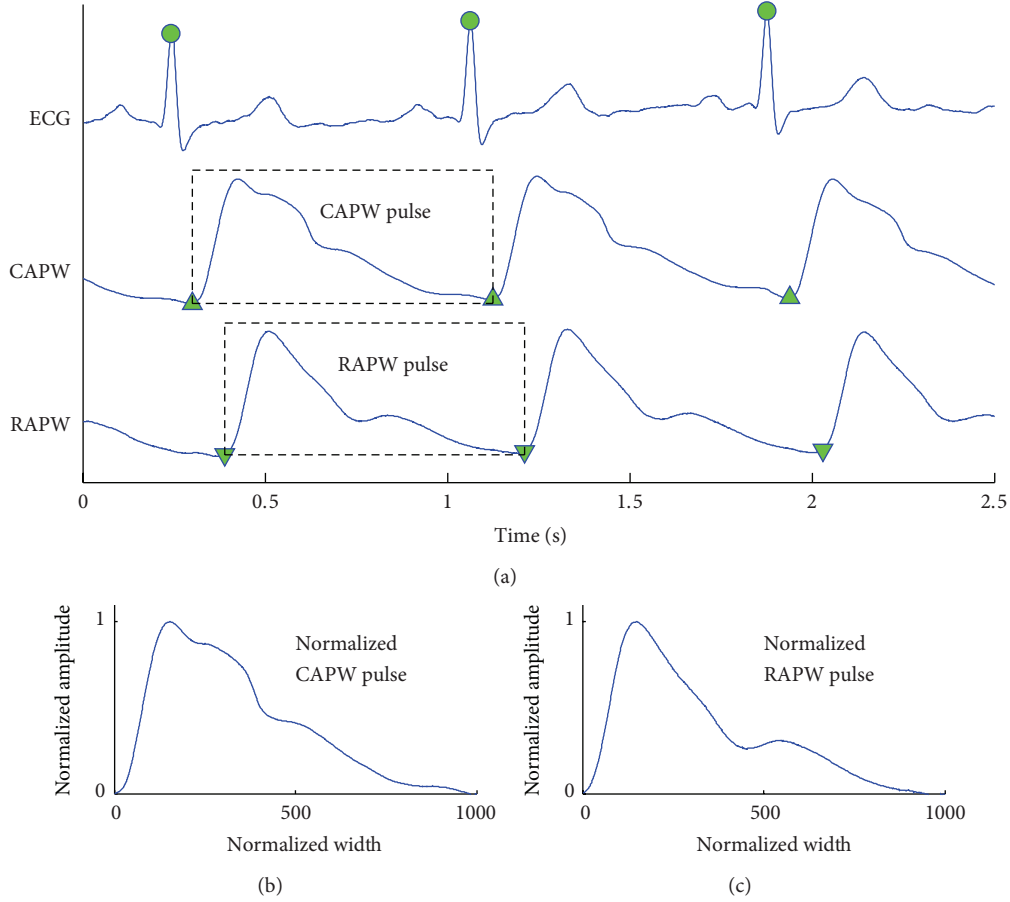 ECG
CAPW pulse
CAPW
RAPW pulse
RAPW
0 0.5 1 1.5 2 2.5
Time (s)
(a)
1
0
Normalized amplitude
Normalized
CAPW pulse
0 500 1000
Normalized width
(b)
1
0
Normalized amplitude
Normalized
RAPW pulse
0 500 1000
Normalized width
(c)